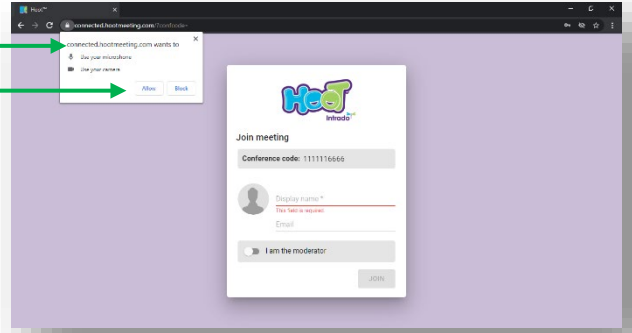 Hoot™
connected.hootmeeting.com/?confcode=
connected.hootmeeting.com wants to
Use your microphone
Use your camera
Allow Block
HOOT
Intrado
Join meeting
Conference code: 1111116666
Display name *
This field is required
Email
I am the moderator
JOIN